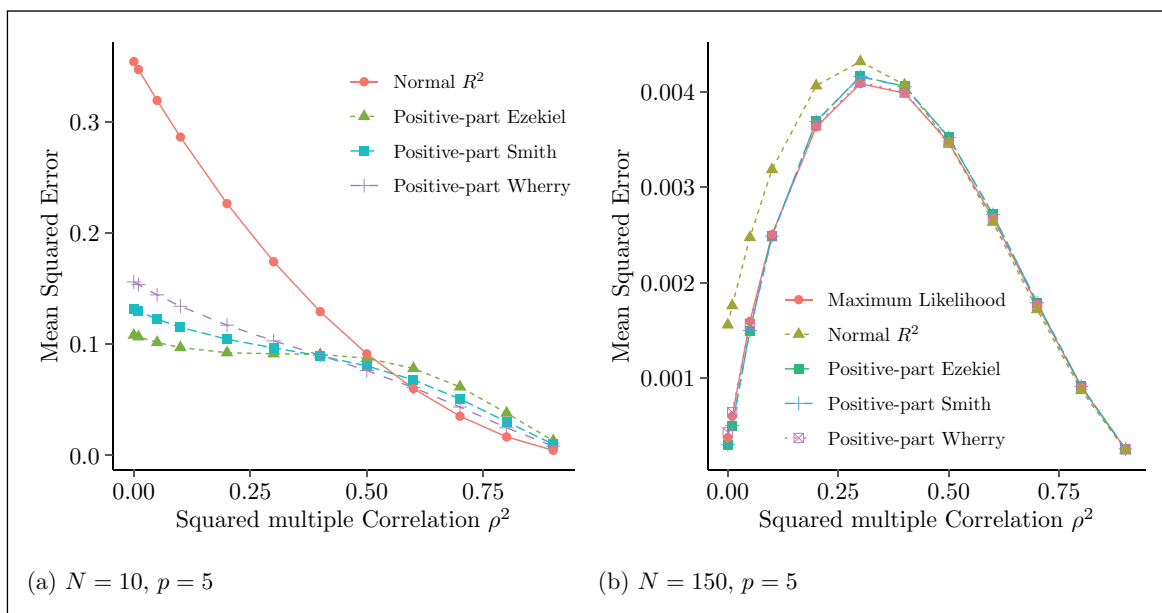 Mean Squared Error
0.3
0.2
0.1
0.0
0.00 0.25 0.50 0.75
Squared multiple Correlation ρ²
Normal R²
Positive-part Ezekiel
Positive-part Smith
Positive-part Wherry
(a) N = 10, p = 5
Mean Squared Error
0.004
0.003
0.002
0.001
0.00 0.25 0.50 0.75
Squared multiple Correlation ρ²
Maximum Likelihood
Normal R²
Positive-part Ezekiel
Positive-part Smith
Positive-part Wherry
(b) N = 150, p = 5